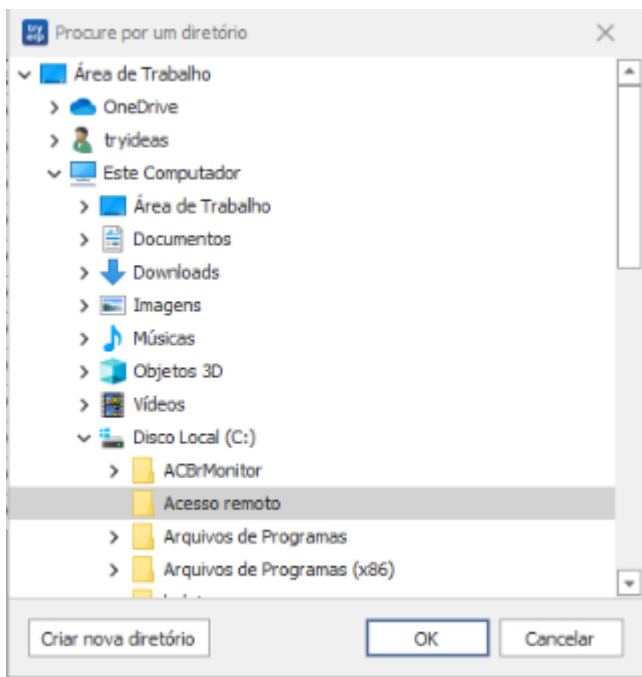 try erp Procure por um diretório
Área de Trabalho
OneDrive
tryideas
Este Computador
Área de Trabalho
Documentos
Downloads
Imagens
Músicas
Objetos 3D
Vídeos
Disco Local (C:)
ACBrMonitor
Acesso remoto
Arquivos de Programas
Arquivos de Programas (x86)
Criar nova diretório
OK
Cancelar